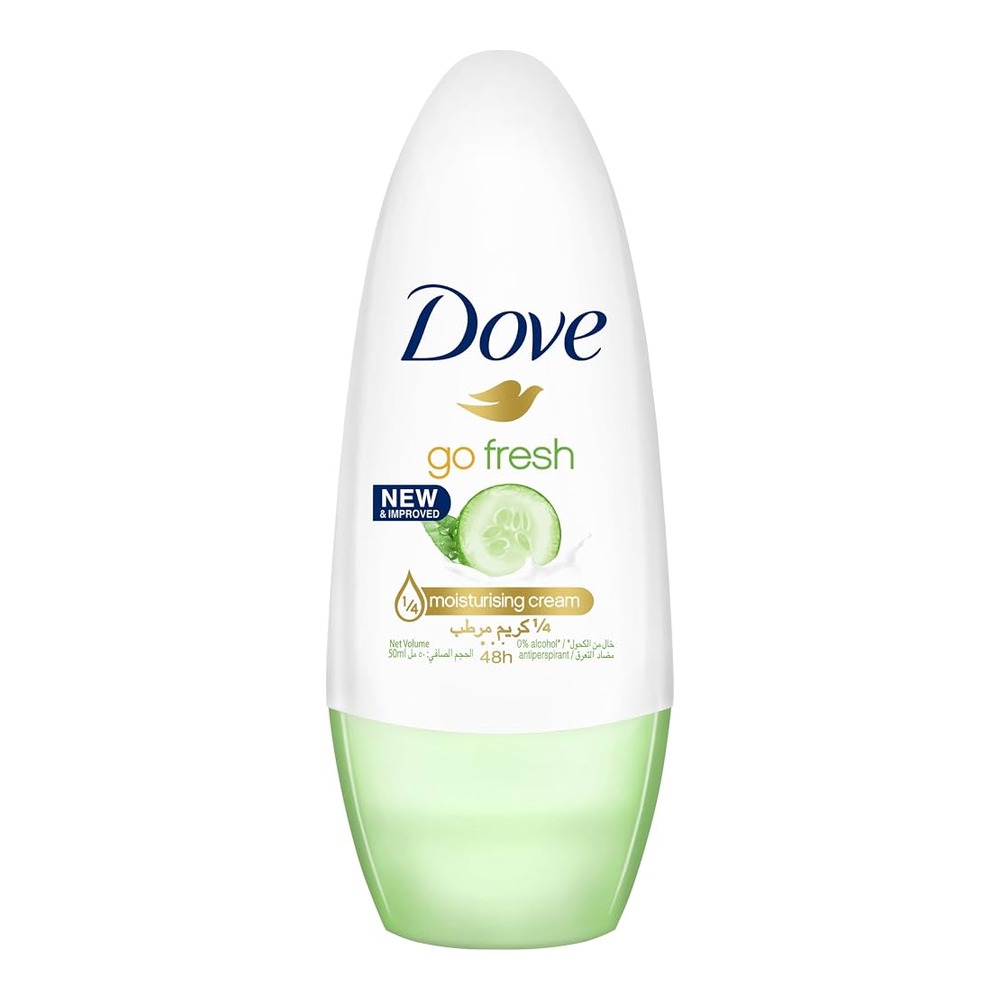 Dove
go fresh
NEW
& IMPROVED
1/4 moisturising cream
1/4 كريم مرطب
Net Volume
50ml الحجم الصافي: ٥٠ مل
48h
0% alcohol* / *خال من الكحول
antiperspirant / مضاد التعرق